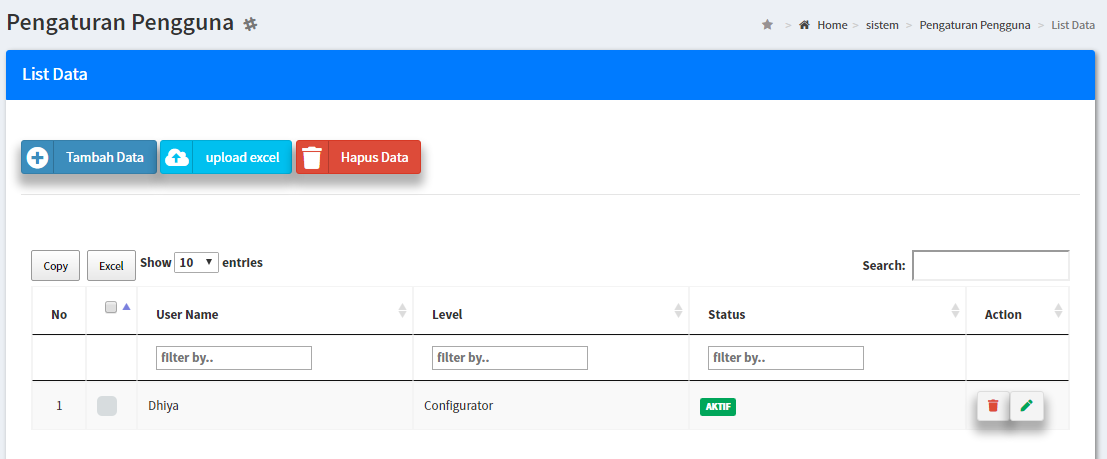 Pengaturan Pengguna
> Home > sistem > Pengaturan Pengguna > List Data
List Data
Tambah Data upload excel Hapus Data
Copy Excel Show 10 entries Search:
No User Name Level Status Action
filter by.. filter by.. filter by..
1 Dhiya Configurator AKTIF